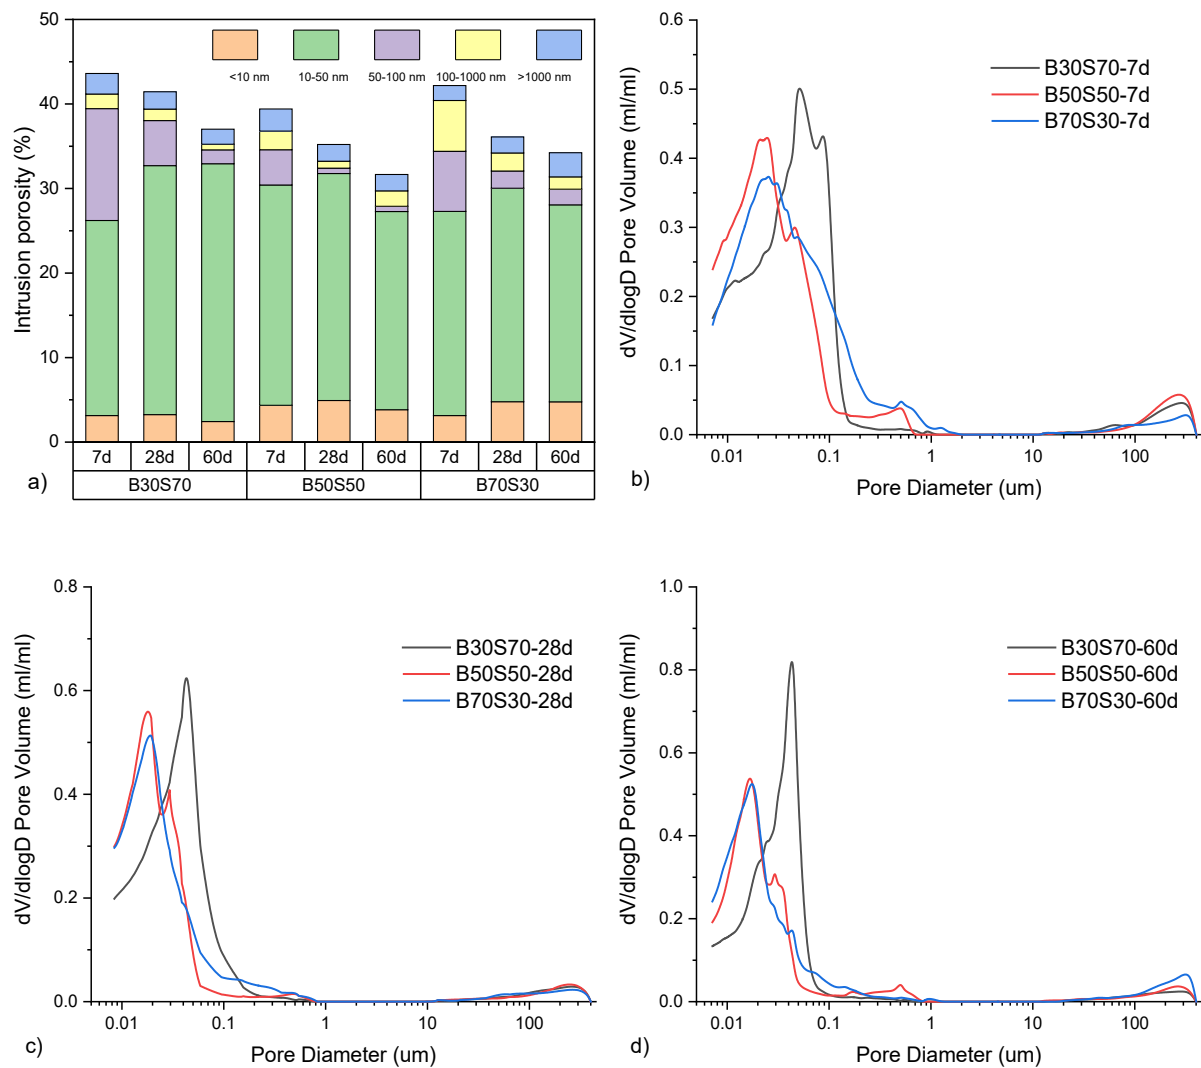 50
40
30
20
10
0
Intrusion porosity (%)
<10 nm 10-50 nm 50-100 nm 100-1000 nm >1000 nm
7d 28d 60d 7d 28d 60d 7d 28d 60d
B30S70 B50S50 B70S30
a)
0.6
0.5
0.4
0.3
0.2
0.1
0.0
dV/dlogD Pore Volume (ml/ml)
B30S70-7d
B50S50-7d
B70S30-7d
0.01 0.1 1 10 100
Pore Diameter (um)
b)
0.8
0.6
0.4
0.2
0.0
dV/dlogD Pore Volume (ml/ml)
B30S70-28d
B50S50-28d
B70S30-28d
0.01 0.1 1 10 100
Pore Diameter (um)
c)
1.0
0.8
0.6
0.4
0.2
0.0
dV/dlogD Pore Volume (ml/ml)
B30S70-60d
B50S50-60d
B70S30-60d
0.01 0.1 1 10 100
Pore Diameter (um)
d)